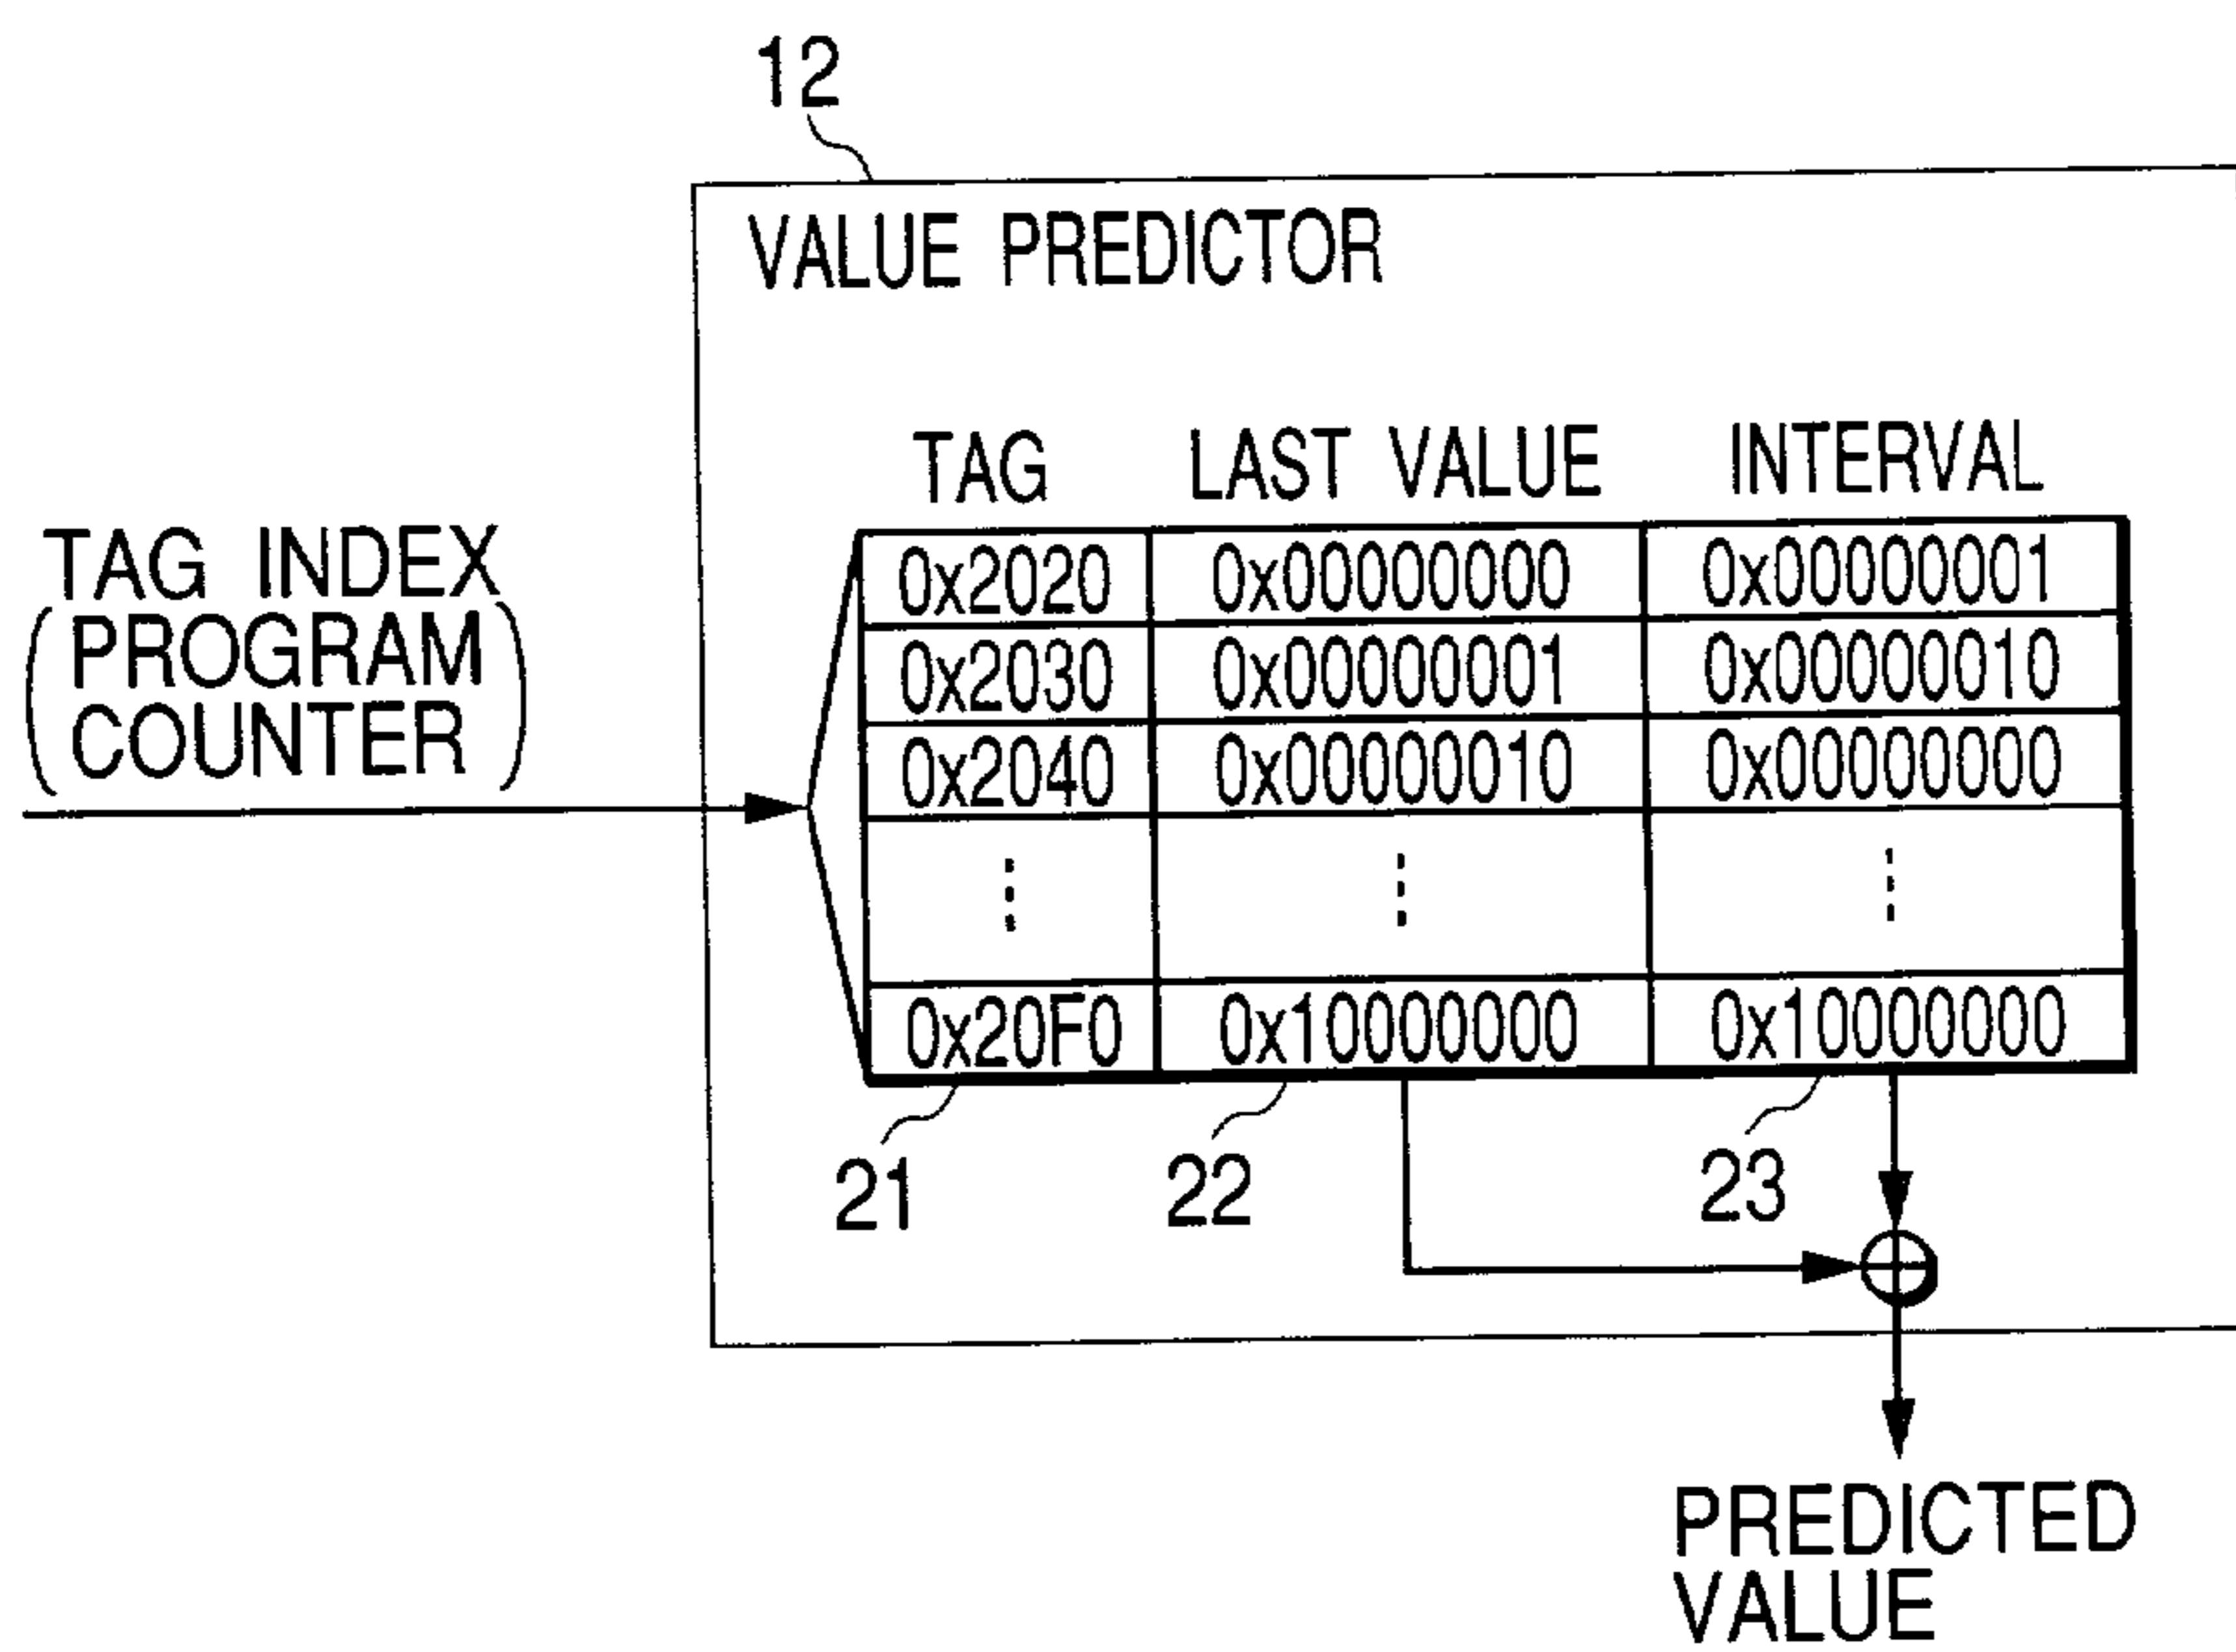 12
VALUE PREDICTOR
TAG LAST VALUE INTERVAL
TAG INDEX
(PROGRAM
COUNTER)
0x2020 0x00000000 0x00000001
0x2030 0x00000001 0x00000010
0x2040 0x00000010 0x00000000
0x20F0 0x10000000 0x10000000
21 22 23
PREDICTED
VALUE